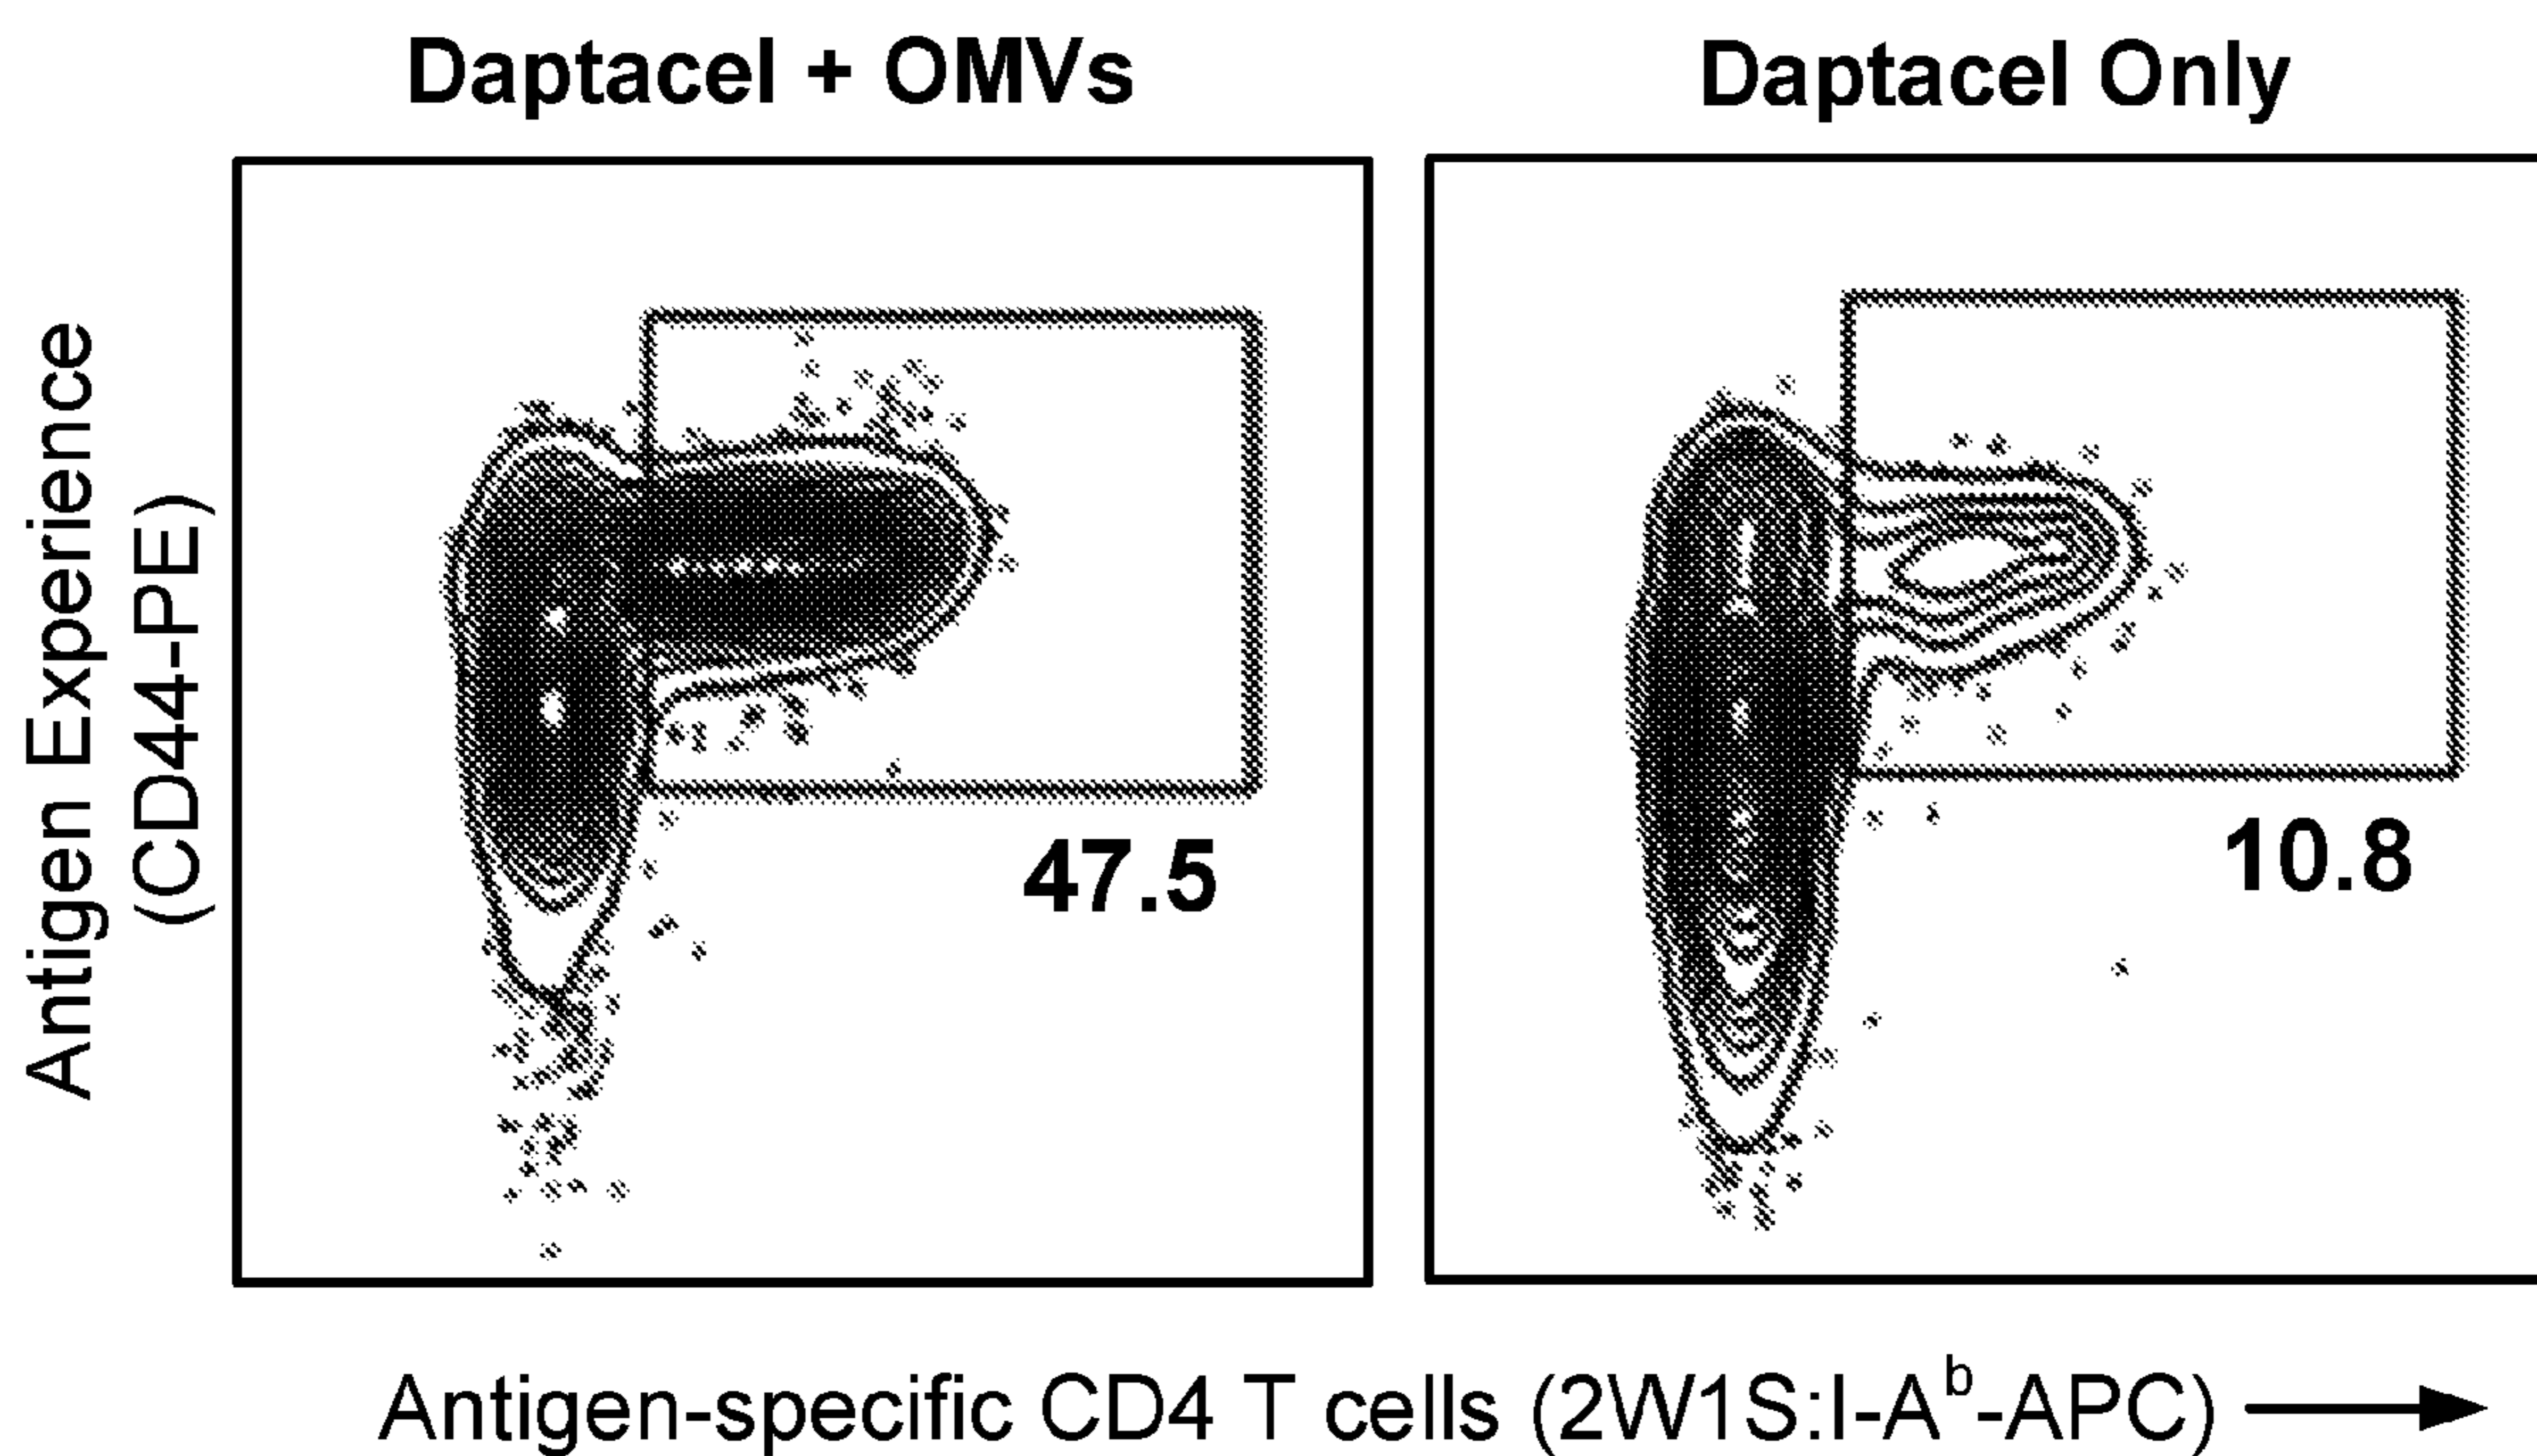 Daptacel + OMVs
Daptacel Only
Antigen Experience
(CD44-PE)
47.5
10.8
Antigen-specific CD4 T cells (2W1S:I-Aᵇ-APC)